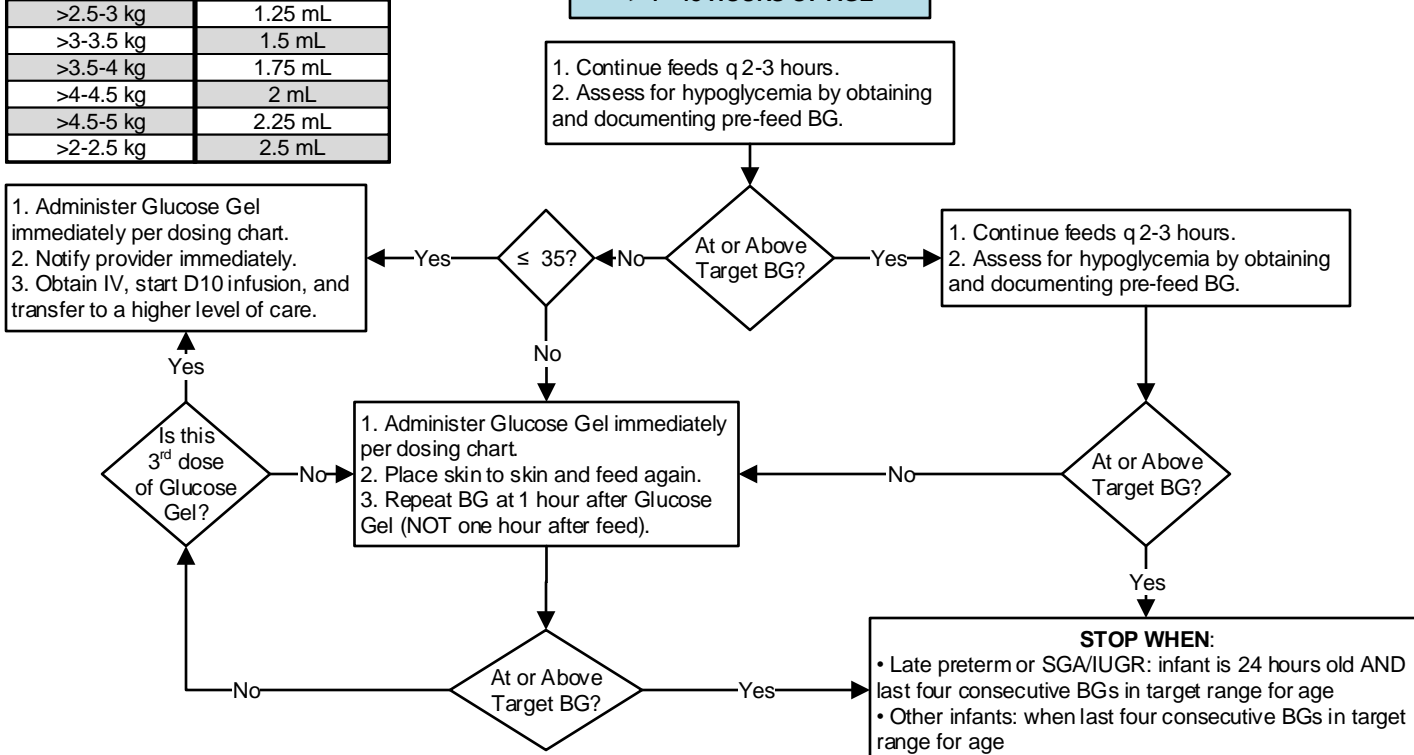 >2.5-3 kg 1.25 mL
>3-3.5 kg 1.5 mL
>3.5-4 kg 1.75 mL
>4-4.5 kg 2 mL
>4.5-5 kg 2.25 mL
>2-2.5 kg 2.5 mL
1. Continue feeds q 2-3 hours.
2. Assess for hypoglycemia by obtaining
and documenting pre-feed BG.
At or Above
Target BG?
No
Yes
≤ 35?
Yes
No
1. Administer Glucose Gel
immediately per dosing chart.
2. Notify provider immediately.
3. Obtain IV, start D10 infusion, and
transfer to a higher level of care.
1. Continue feeds q 2-3 hours.
2. Assess for hypoglycemia by obtaining
and documenting pre-feed BG.
Yes
Is this
3rd dose
of Glucose
Gel?
No
1. Administer Glucose Gel immediately
per dosing chart.
2. Place skin to skin and feed again.
3. Repeat BG at 1 hour after Glucose
Gel (NOT one hour after feed).
No
At or Above
Target BG?
Yes
No
At or Above
Target BG?
Yes
STOP WHEN:
• Late preterm or SGA/IUGR: infant is 24 hours old AND
last four consecutive BGs in target range for age
• Other infants: when last four consecutive BGs in target
range for age